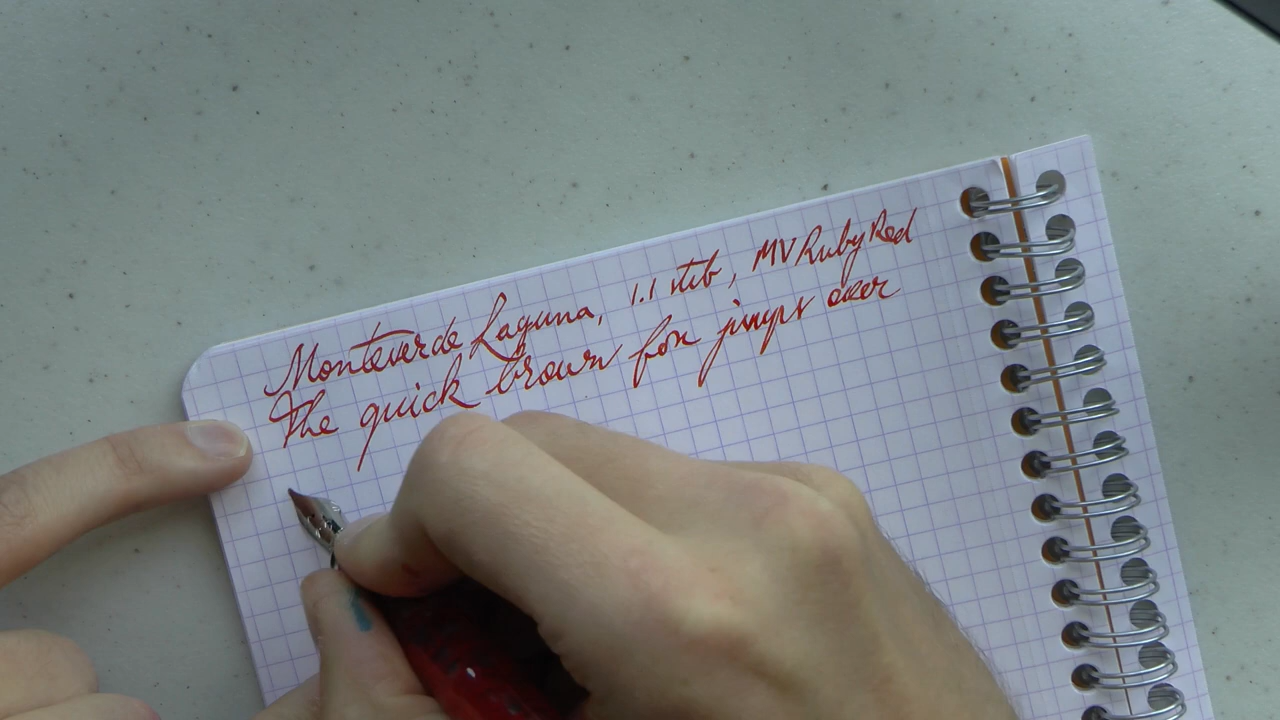 Monteverde Laguna, 1.1 stub, MV Ruby Red
The quick brown fox jumps over